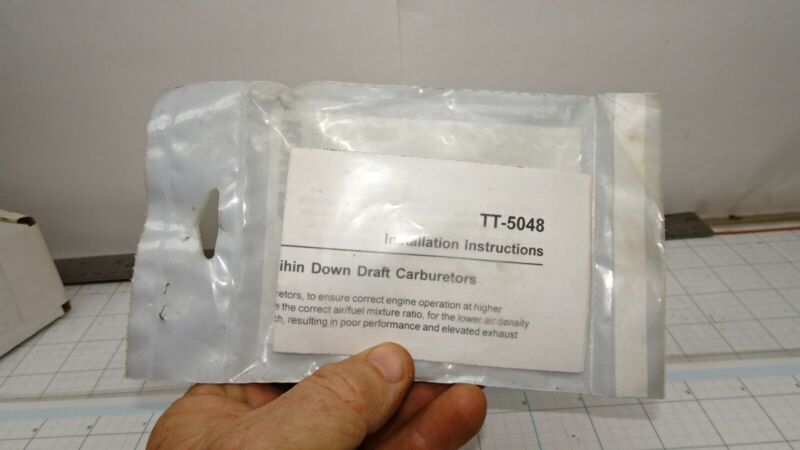 TT-5048
Installation Instructions
ihin Down Draft Carburetors
retors, to ensure correct engine operation at higher
e the correct air/fuel mixture ratio, for the lower air density
ch, resulting in poor performance and elevated exhaust